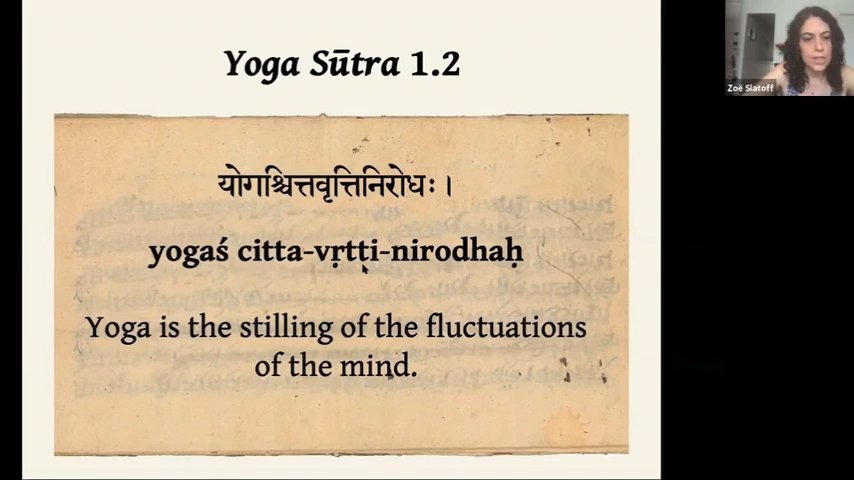 Yoga Sūtra 1.2
योगश्चित्तवृत्तिनिरोधः ।
yogaś citta-vṛtti-nirodhaḥ
Yoga is the stilling of the fluctuations
of the mind.
Zoë Slatoff